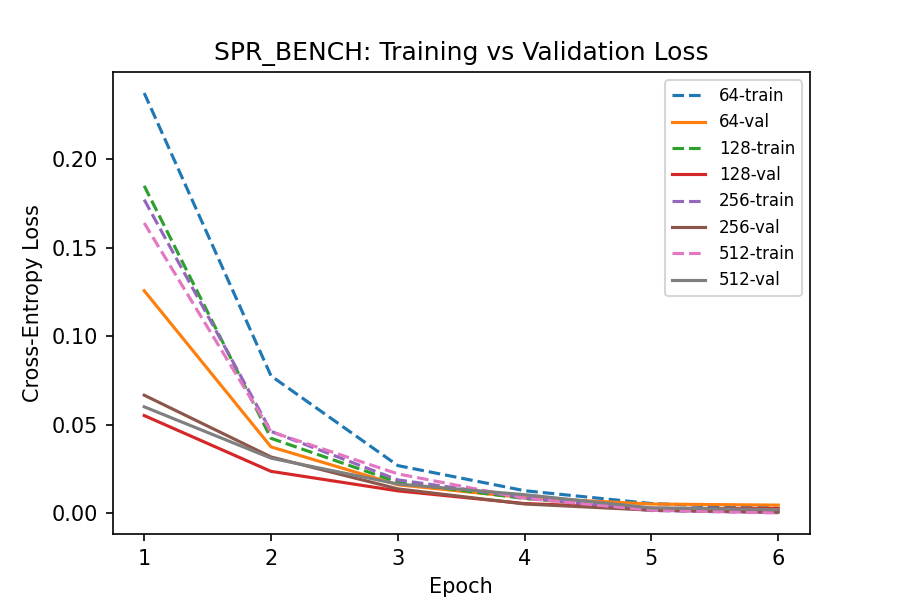 SPR_BENCH: Training vs Validation Loss
Cross-Entropy Loss
0.20
0.15
0.10
0.05
0.00
1 2 3 4 5 6
Epoch
64-train
64-val
128-train
128-val
256-train
256-val
512-train
512-val